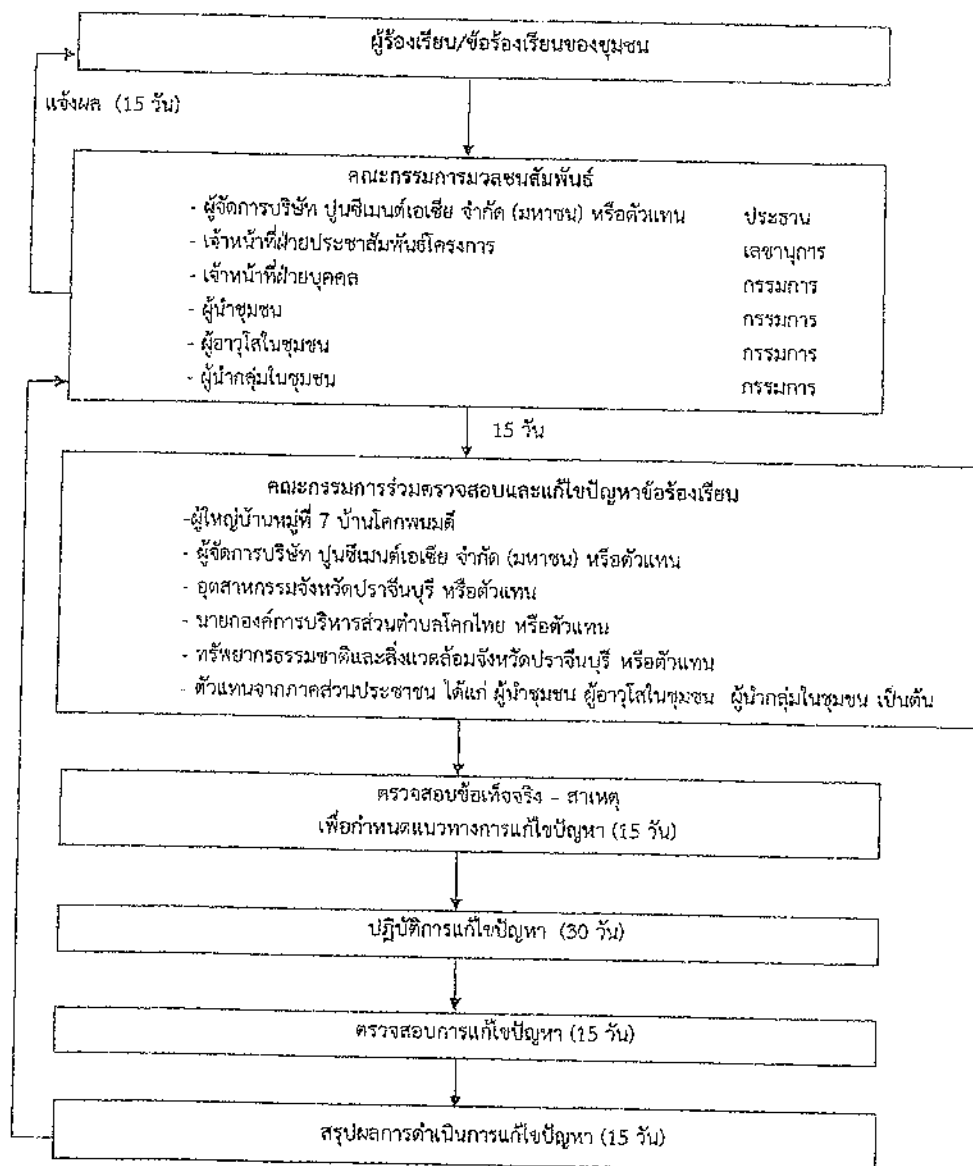 ผู้ร้องเรียน/ข้อร้องเรียนของชุมชน
แจ้งผล (15 วัน)
คณะกรรมการมวลชนสัมพันธ์
- ผู้จัดการบริษัท ปูนซีเมนต์เอเซีย จำกัด (มหาชน) หรือตัวแทน ประธาน
- เจ้าหน้าที่ฝ่ายประชาสัมพันธ์โครงการ เลขานุการ
- เจ้าหน้าที่ฝ่ายบุคคล กรรมการ
- ผู้นำชุมชน กรรมการ
- ผู้อาวุโสในชุมชน กรรมการ
- ผู้นำกลุ่มในชุมชน กรรมการ
15 วัน
คณะกรรมการร่วมตรวจสอบและแก้ไขปัญหาข้อร้องเรียน
-ผู้ใหญ่บ้านหมู่ที่ 7 บ้านโคกพนมดี
- ผู้จัดการบริษัท ปูนซีเมนต์เอเซีย จำกัด (มหาชน) หรือตัวแทน
- อุตสาหกรรมจังหวัดปราจีนบุรี หรือตัวแทน
- นายกองค์การบริหารส่วนตำบลโคกไทย หรือตัวแทน
- ทรัพยากรธรรมชาติและสิ่งแวดล้อมจังหวัดปราจีนบุรี หรือตัวแทน
- ตัวแทนจากภาคส่วนประชาชน ได้แก่ ผู้นำชุมชน ผู้อาวุโสในชุมชน ผู้นำกลุ่มในชุมชน เป็นต้น
ตรวจสอบข้อเท็จจริง - สาเหตุ
เพื่อกำหนดแนวทางการแก้ไขปัญหา (15 วัน)
ปฏิบัติการแก้ไขปัญหา (30 วัน)
ตรวจสอบการแก้ไขปัญหา (15 วัน)
สรุปผลการดำเนินการแก้ไขปัญหา (15 วัน)